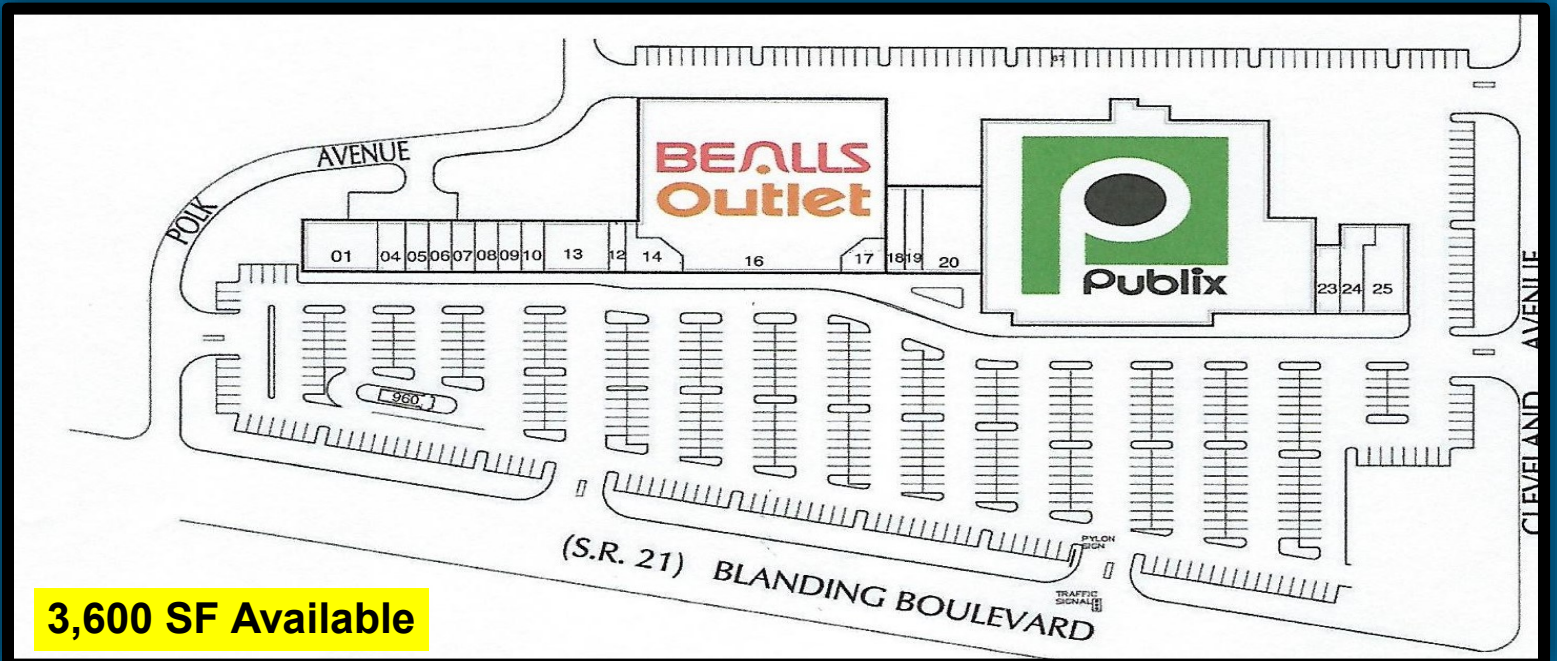 87
AVENUE
POLK
BEALLS
Outlet
P
Publix
01 04 05 06 07 08 09 10 13 12 14 16 17 18 19 20
23 24 25
960
CLEVELAND AVENUE
PYLON
SIGN
TRAFFIC
SIGNAL
(S.R. 21) BLANDING BOULEVARD
3,600 SF Available